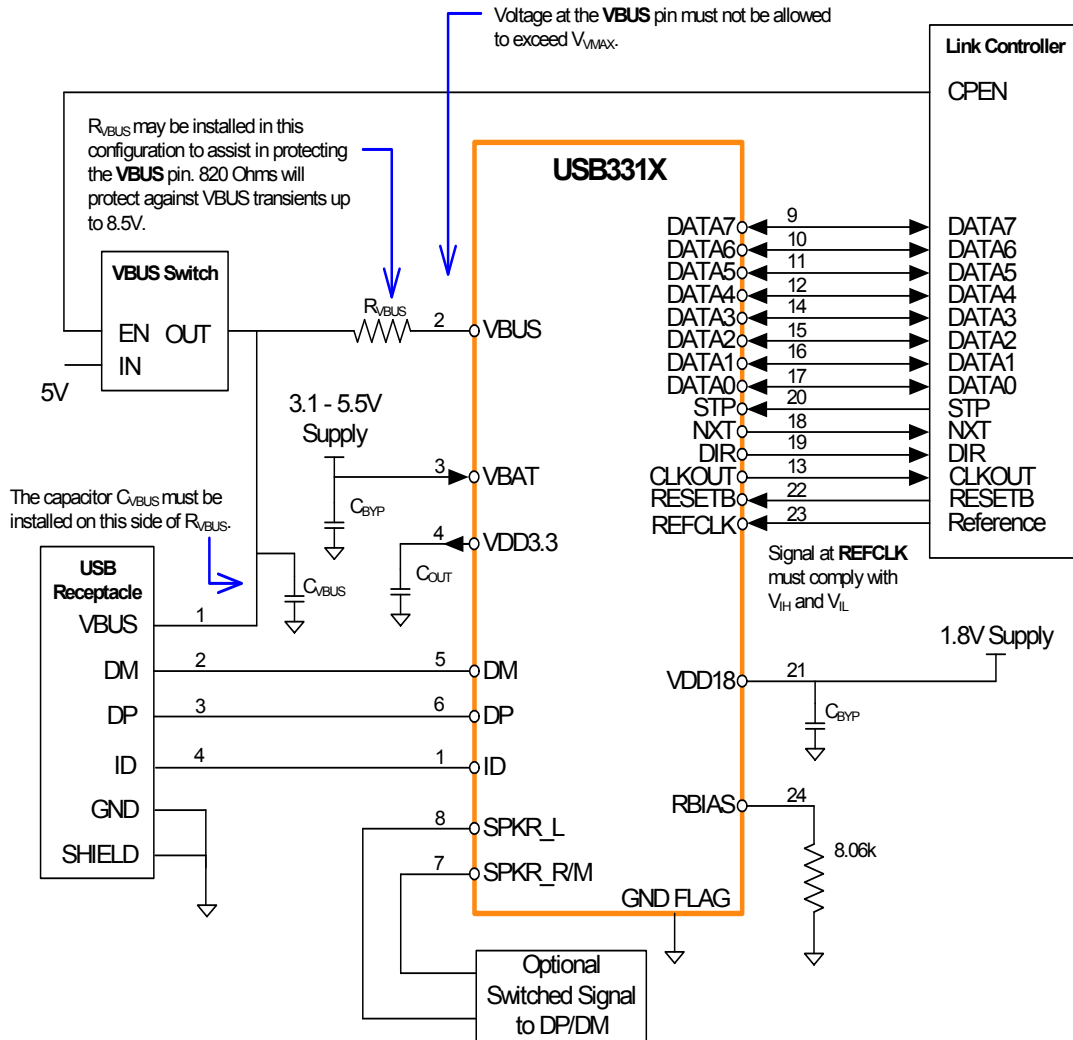 Voltage at the VBUS pin must not be allowed
to exceed VVMAX.
Link Controller
CPEN
RVBUS may be installed in this
configuration to assist in protecting
the VBUS pin. 820 Ohms will
protect against VBUS transients up
to 8.5V.
USB331X
VBUS Switch
EN OUT
IN
5V
RVBUS
2 VBUS
DATA7 9 DATA7
DATA6 10 DATA6
DATA5 11 DATA5
DATA4 12 DATA4
DATA3 14 DATA3
DATA2 15 DATA2
DATA1 16 DATA1
DATA0 17 DATA0
STP 20 STP
NXT 18 NXT
DIR 19 DIR
CLKOUT 13 CLKOUT
RESETB 22 RESETB
REFCLK 23 Reference
3.1 - 5.5V
Supply
3 VBAT
CBYP
4 VDD3.3
COUT
The capacitor CVBUS must be
installed on this side of RVBUS.
CVBUS
Signal at REFCLK
must comply with
VIH and VIL
USB
Receptacle
VBUS 1
DM 2 5 DM
DP 3 6 DP
ID 4 1 ID
GND
SHIELD
1.8V Supply
VDD18 21
CBYP
RBIAS 24
8.06k
8 SPKR_L
7 SPKR_R/M
GND FLAG
Optional
Switched Signal
to DP/DM